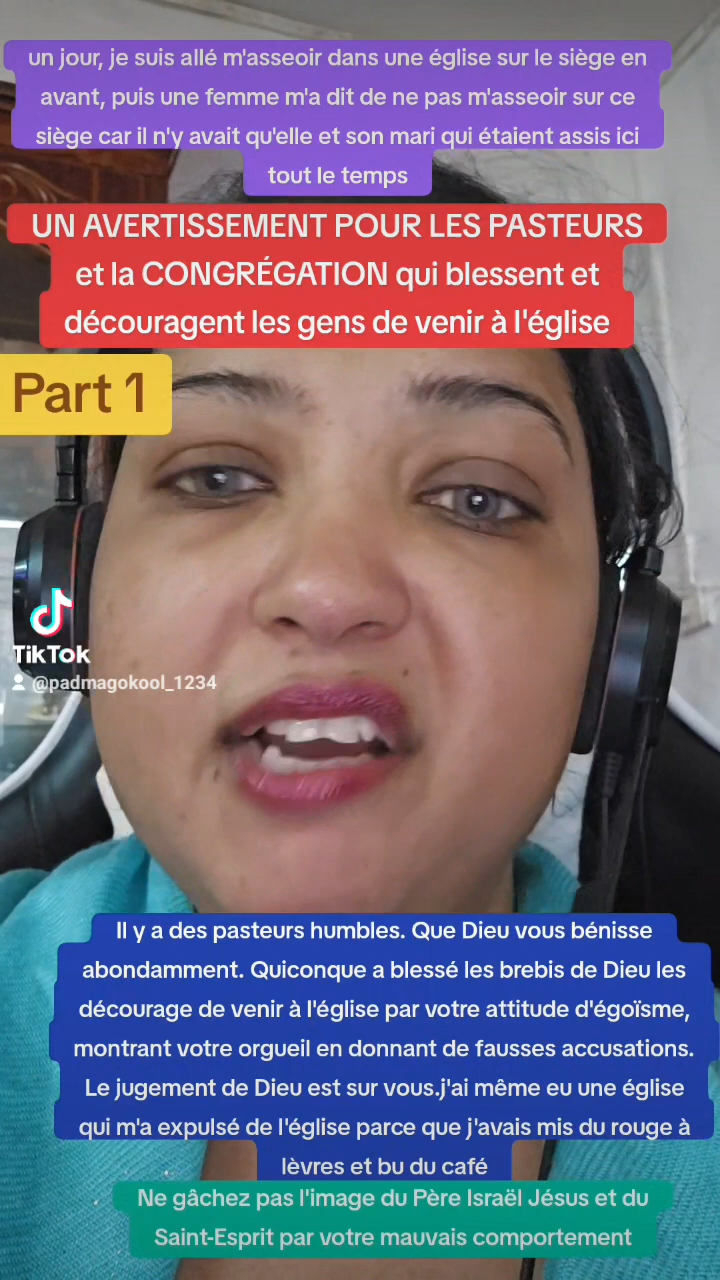 un jour, je suis allé m'asseoir dans une église sur le siège en
avant, puis une femme m'a dit de ne pas m'asseoir sur ce
siège car il n'y avait qu'elle et son mari qui étaient assis ici
tout le temps
UN AVERTISSEMENT POUR LES PASTEURS
et la CONGRÉGATION qui blessent et
découragent les gens de venir à l'église
Part 1
TikTok
@padmagokool_1234
Il y a des pasteurs humbles. Que Dieu vous bénisse
abondamment. Quiconque a blessé les brebis de Dieu les
décourage de venir à l'église par votre attitude d'égoïsme,
montrant votre orgueil en donnant de fausses accusations.
Le jugement de Dieu est sur vous.j'ai même eu une église
qui m'a expulsé de l'église parce que j'avais mis du rouge à
lèvres et bu du café
Ne gâchez pas l'image du Père Israël Jésus et du
Saint-Esprit par votre mauvais comportement